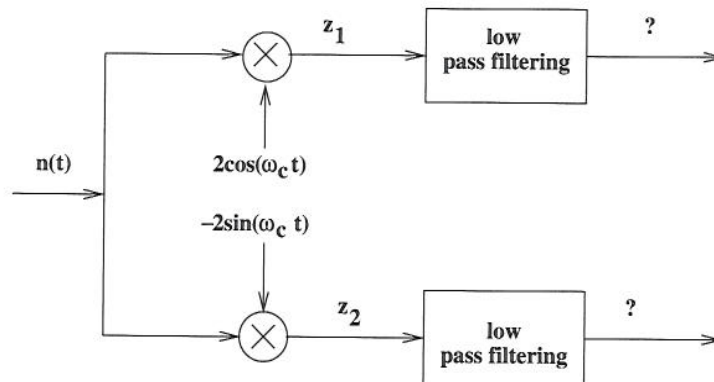 z1
low
pass filtering
?
n(t)
2cos(ωc t)
−2sin(ωc t)
z2
low
pass filtering
?